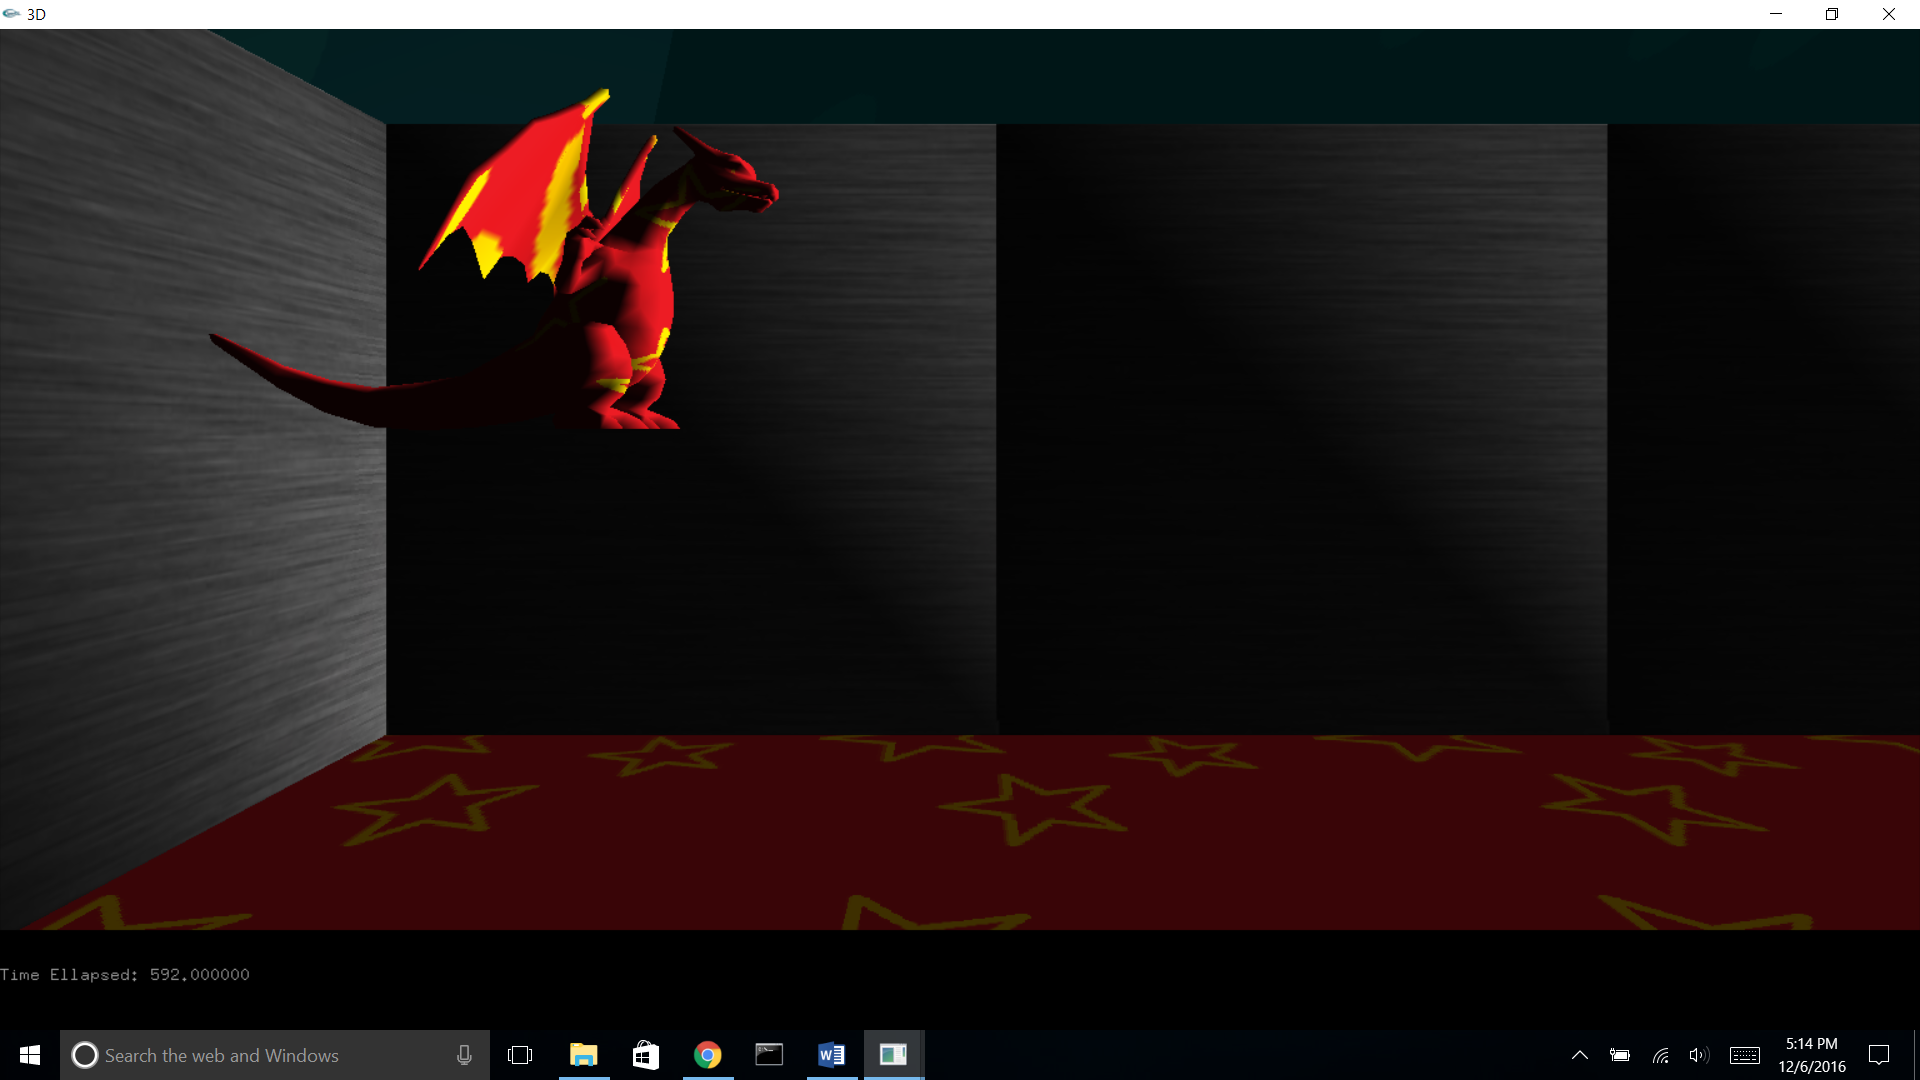 3D
Time Ellapsed: 592.000000
Search the web and Windows
5:14 PM
12/6/2016